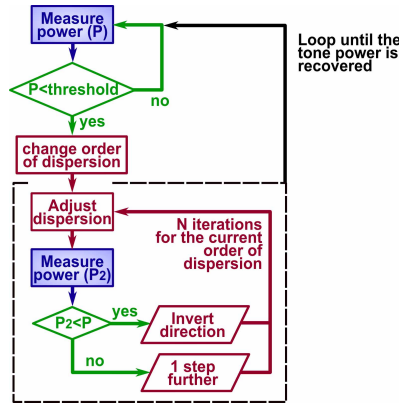 Measure
power (P)
Loop until the
tone power is
recovered
P<threshold
no
yes
change order
of dispersion
Adjust
dispersion
N iterations
for the current
order of
dispersion
Measure
power (P₂)
P₂<P
yes
Invert
direction
no
1 step
further